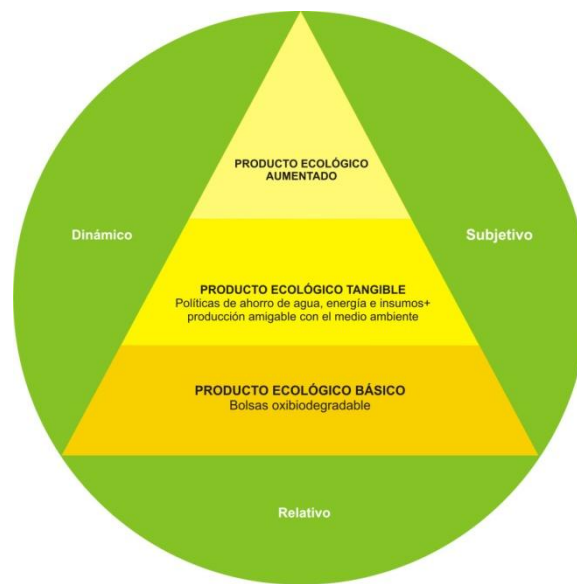 PRODUCTO ECOLÓGICO
AUMENTADO
Dinámico
Subjetivo
PRODUCTO ECOLÓGICO TANGIBLE
Políticas de ahorro de agua, energía e insumos+
producción amigable con el medio ambiente
PRODUCTO ECOLÓGICO BÁSICO
Bolsas oxibiodegradable
Relativo